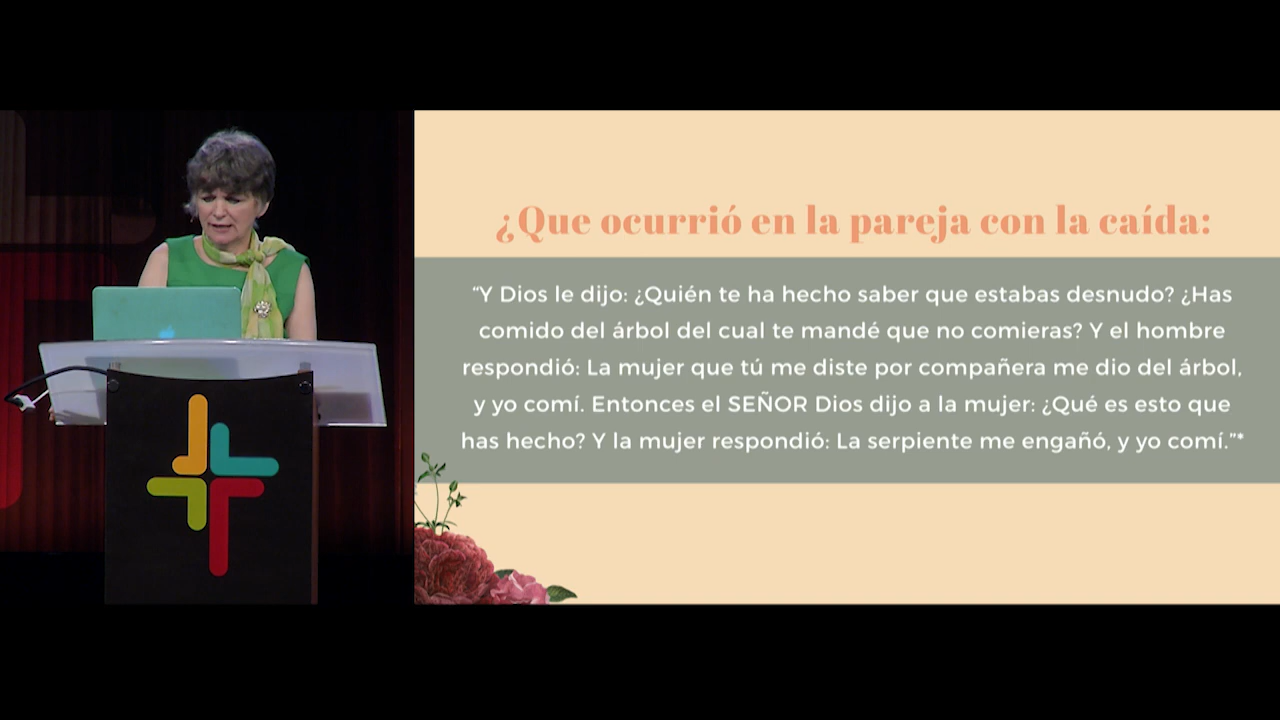 ¿Que ocurrió en la pareja con la caída:
“Y Dios le dijo: ¿Quién te ha hecho saber que estabas desnudo? ¿Has
comido del árbol del cual te mandé que no comieras? Y el hombre
respondió: La mujer que tú me diste por compañera me dio del árbol,
y yo comí. Entonces el SEÑOR Dios dijo a la mujer: ¿Qué es esto que
has hecho? Y la mujer respondió: La serpiente me engañó, y yo comí.”*